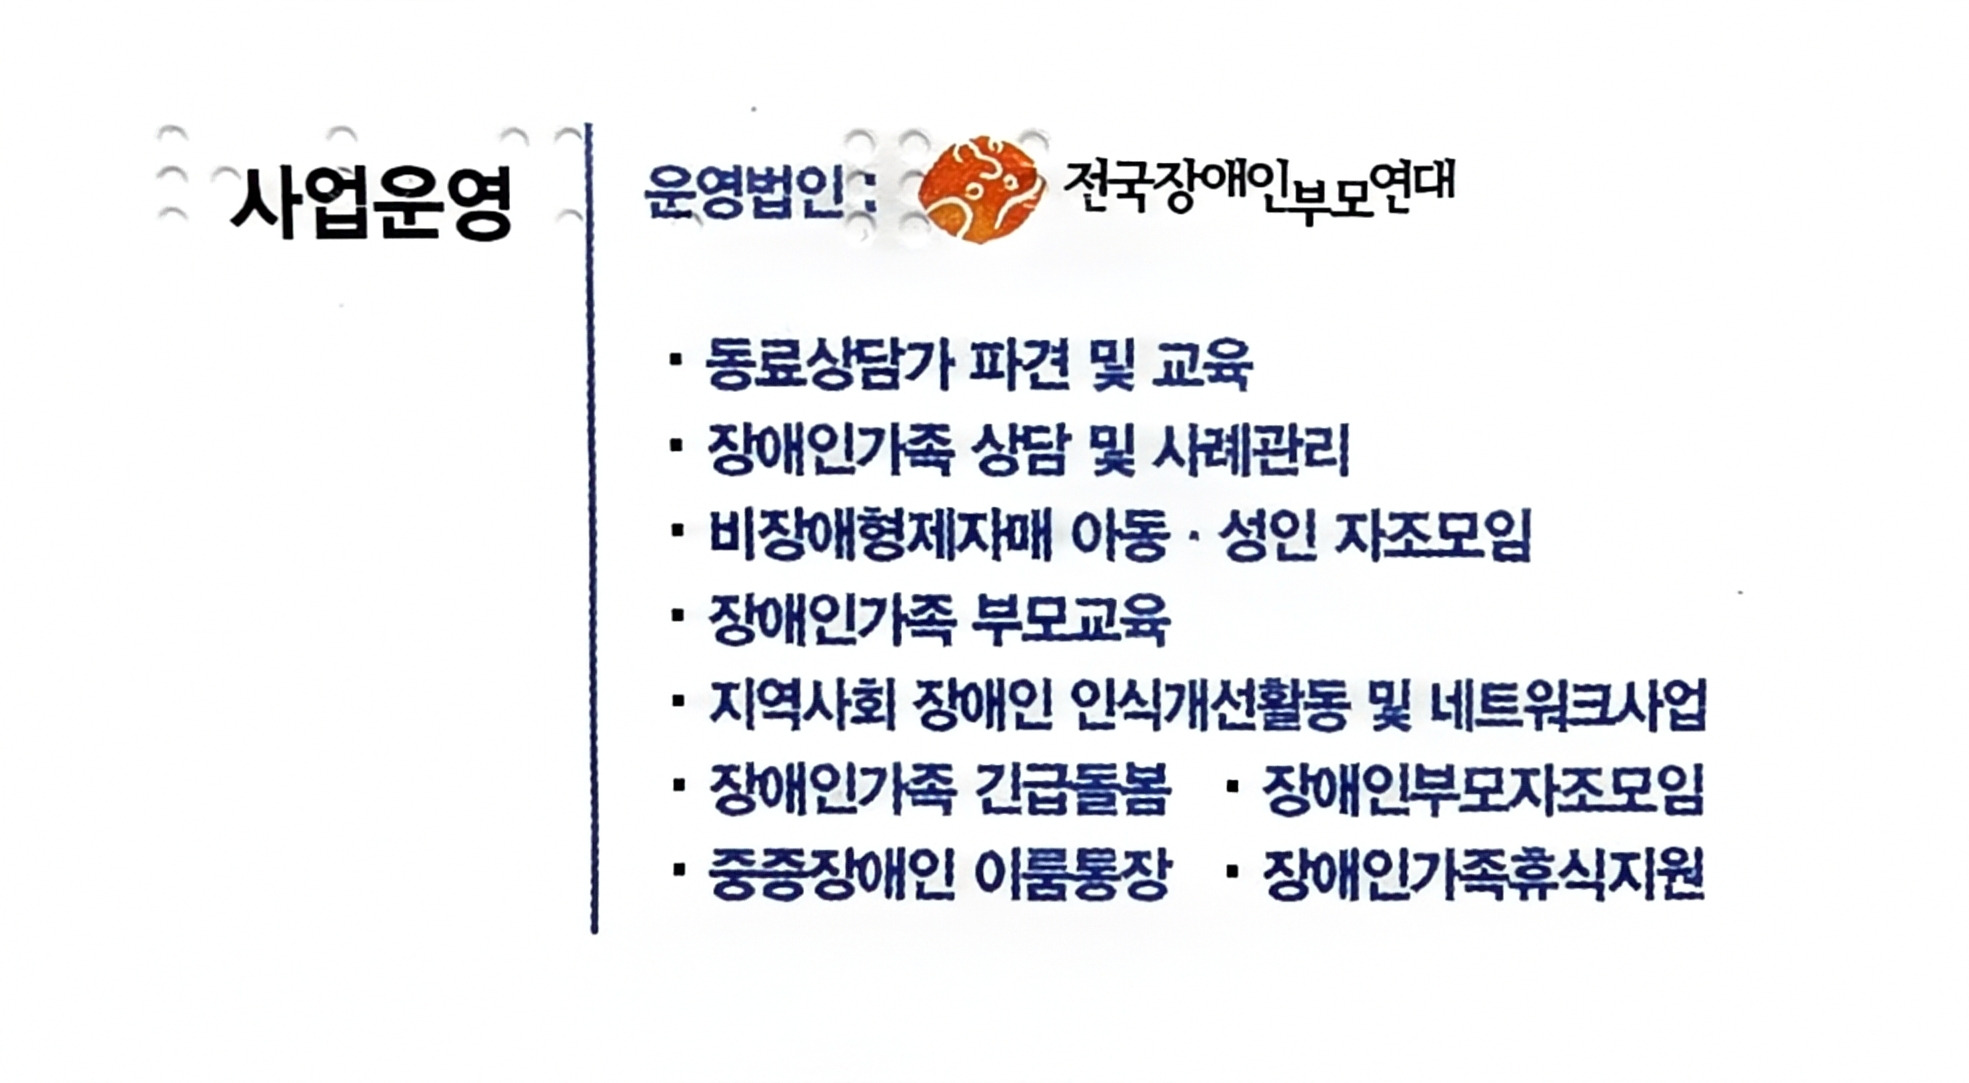 사업운영
운영법인 : 전국장애인부모연대
· 동료상담가 파견 및 교육
· 장애인가족 상담 및 사례관리
· 비장애형제자매 아동 · 성인 자조모임
· 장애인가족 부모교육
· 지역사회 장애인 인식개선활동 및 네트워크사업
· 장애인가족 긴급돌봄 · 장애인부모자조모임
· 중증장애인 이룸통장 · 장애인가족휴식지원